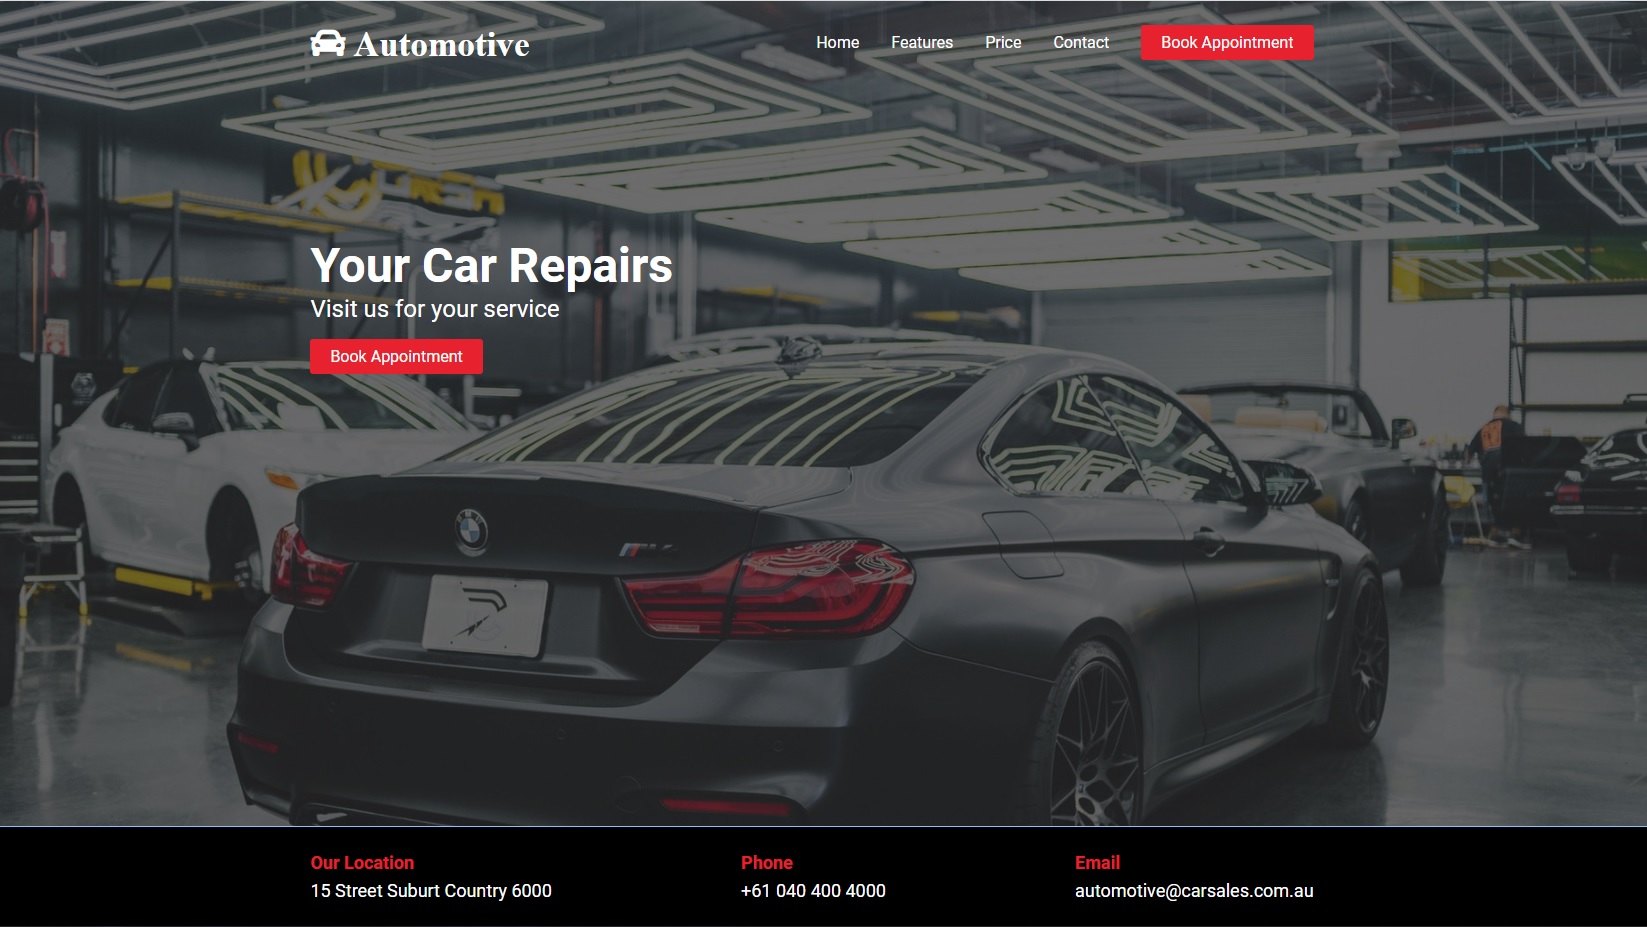 Automotive
Home Features Price Contact Book Appointment
Your Car Repairs
Visit us for your service
Book Appointment
Our Location
15 Street Suburt Country 6000
Phone
+61 040 400 4000
Email
automotive@carsales.com.au